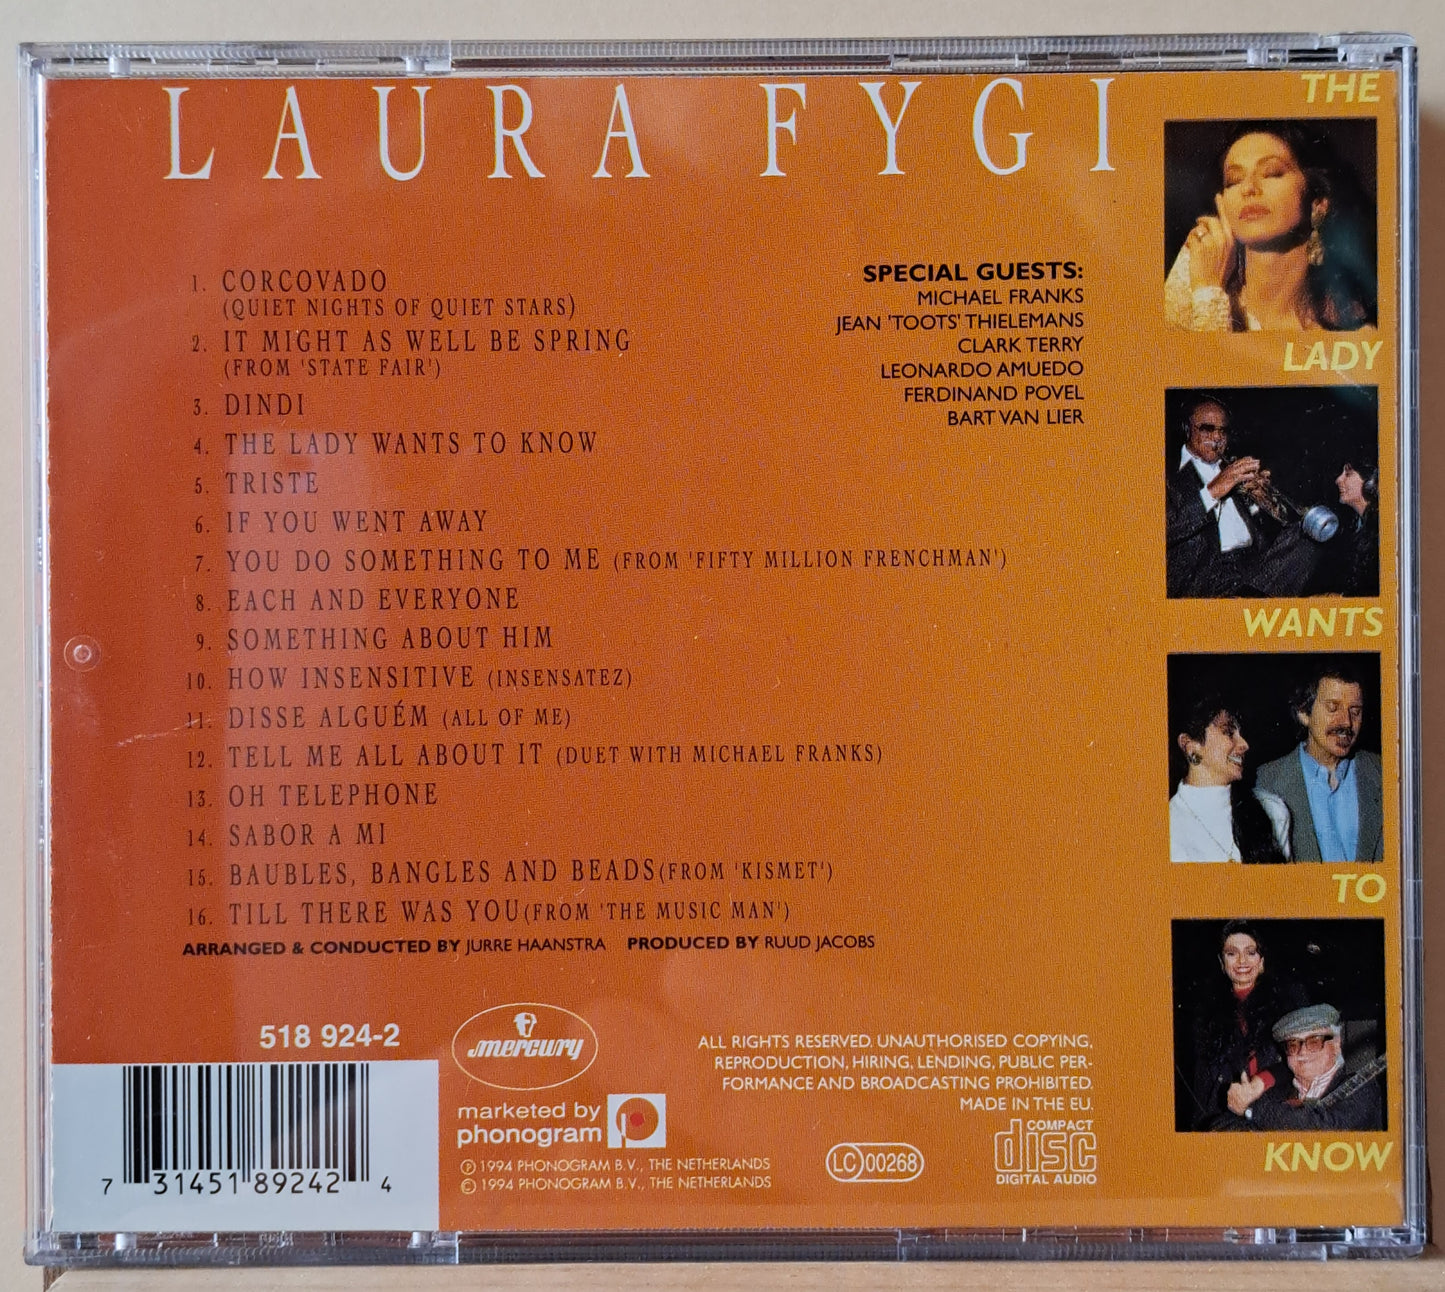 LAURA FYGI
THE
LADY
WANTS
TO
KNOW
1. CORCOVADO
(QUIET NIGHTS OF QUIET STARS)
2. IT MIGHT AS WELL BE SPRING
(FROM 'STATE FAIR')
3. DINDI
4. THE LADY WANTS TO KNOW
5. TRISTE
6. IF YOU WENT AWAY
7. YOU DO SOMETHING TO ME (FROM 'FIFTY MILLION FRENCHMAN')
8. EACH AND EVERYONE
9. SOMETHING ABOUT HIM
10. HOW INSENSITIVE (INSENSATEZ)
11. DISSE ALGUÉM (ALL OF ME)
12. TELL ME ALL ABOUT IT (DUET WITH MICHAEL FRANKS)
13. OH TELEPHONE
14. SABOR A MI
15. BAUBLES, BANGLES AND BEADS(FROM 'KISMET')
16. TILL THERE WAS YOU(FROM 'THE MUSIC MAN')
SPECIAL GUESTS:
MICHAEL FRANKS
JEAN 'TOOTS' THIELEMANS
CLARK TERRY
LEONARDO AMUEDO
FERDINAND POVEL
BART VAN LIER
ARRANGED & CONDUCTED BY JURRE HAANSTRA PRODUCED BY RUUD JACOBS
518 924-2
7 31451 89242 4
mercury
marketed by
phonogram
℗ 1994 PHONOGRAM B.V., THE NETHERLANDS
© 1994 PHONOGRAM B.V., THE NETHERLANDS
ALL RIGHTS RESERVED. UNAUTHORISED COPYING,
REPRODUCTION, HIRING, LENDING, PUBLIC PER-
FORMANCE AND BROADCASTING PROHIBITED.
MADE IN THE EU.
LC 00268
COMPACT
disc
DIGITAL AUDIO